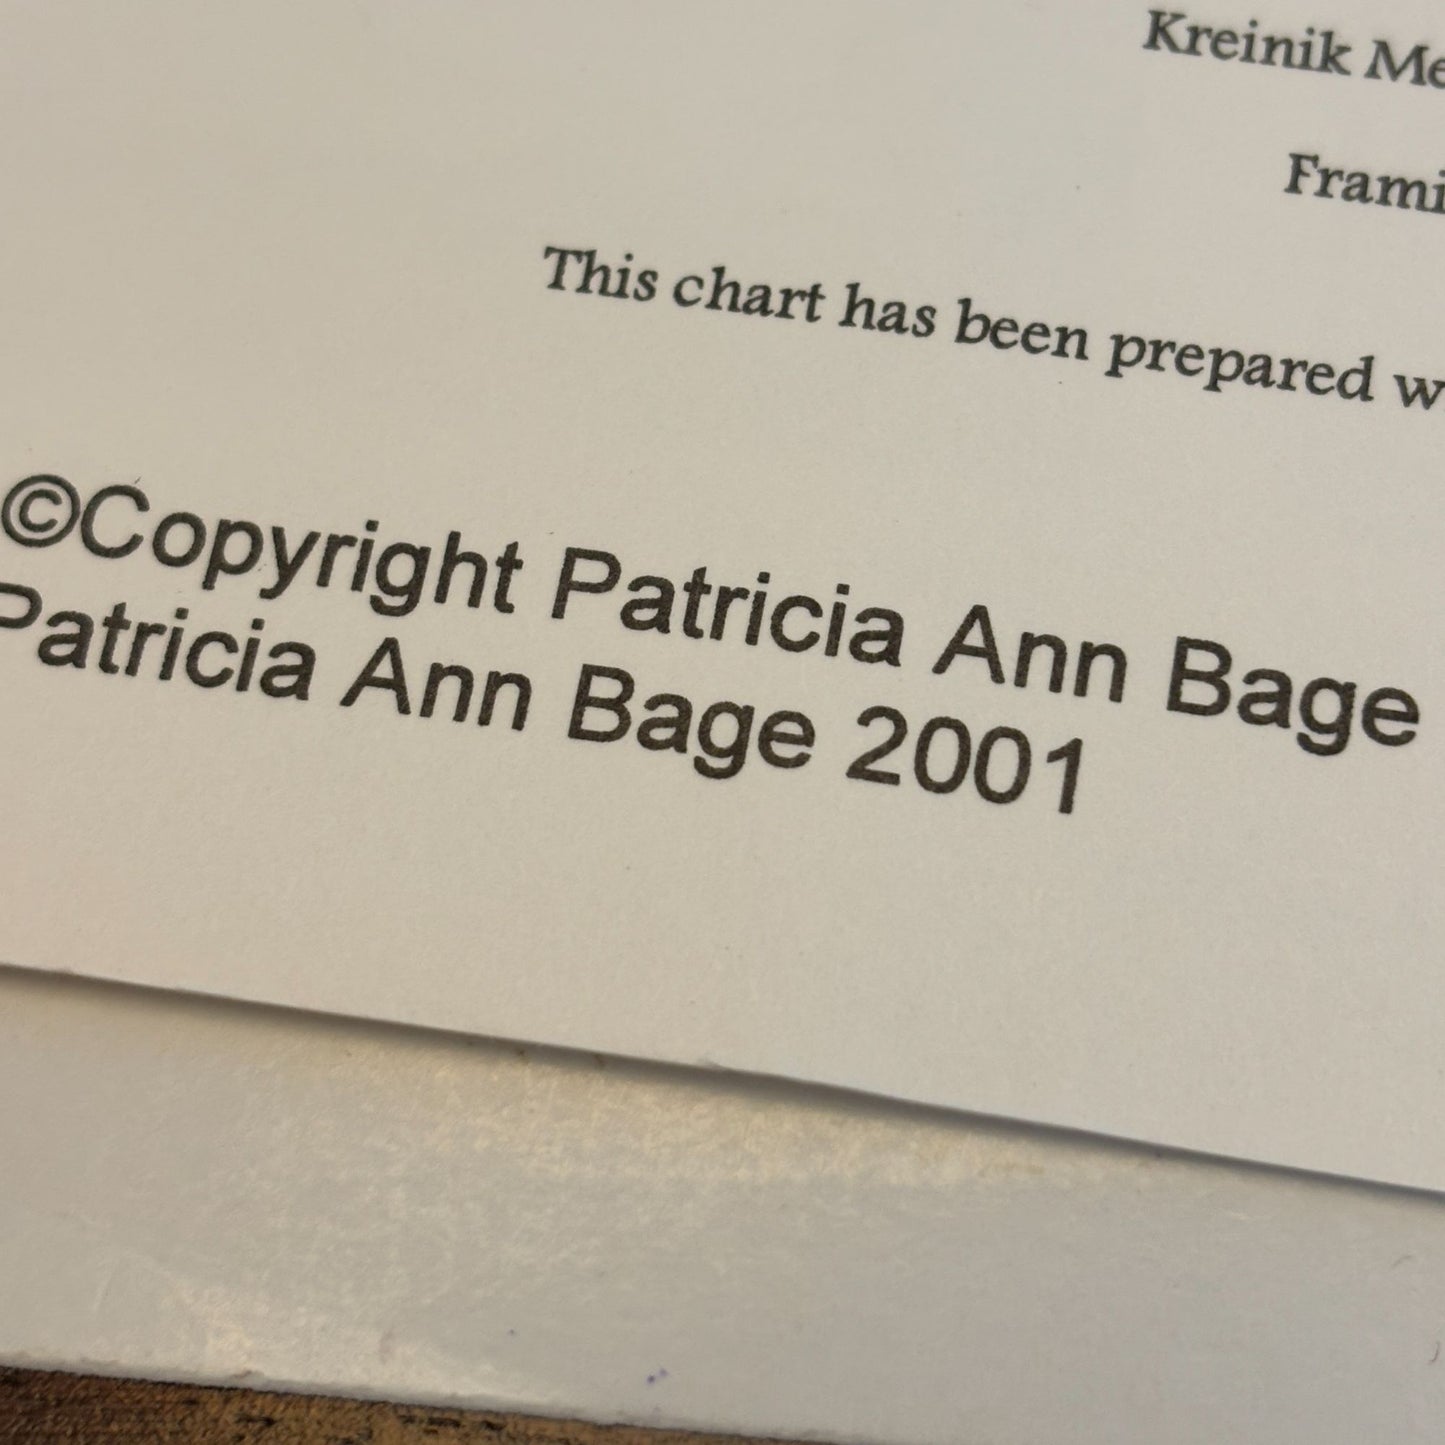 Kreinik Me
Frami
This chart has been prepared w
©Copyright Patricia Ann Bage
Patricia Ann Bage 2001